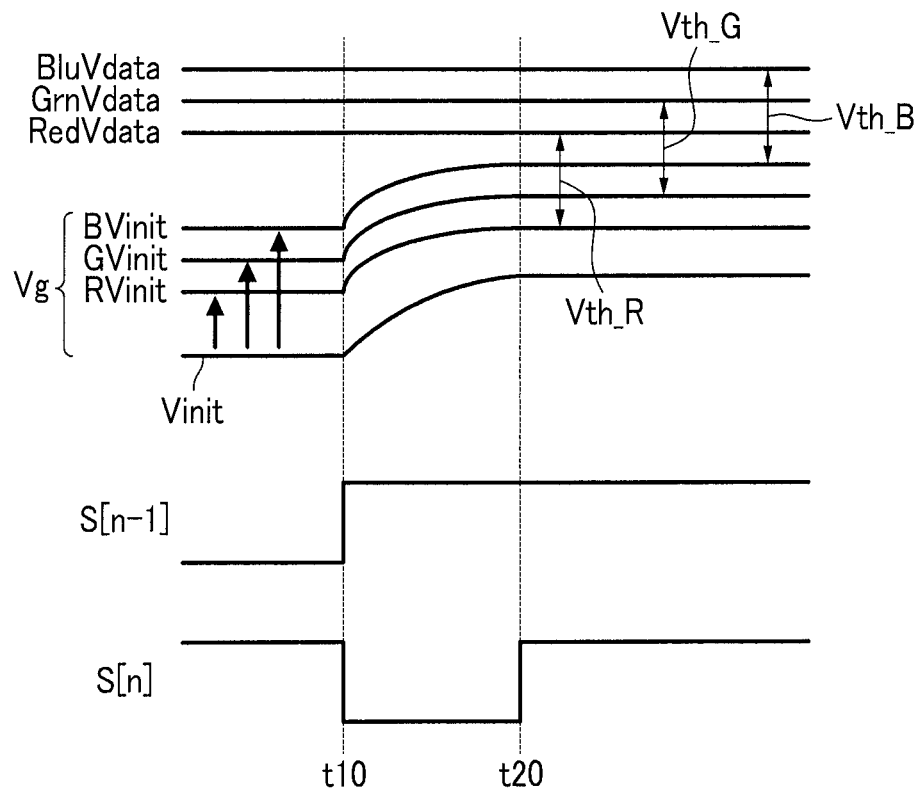 Vth_G
BluVdata
GrnVdata
RedVdata
Vth_B
BVinit
GVinit
RVinit
Vg
Vth_R
Vinit
S[n-1]
S[n]
t10
t20